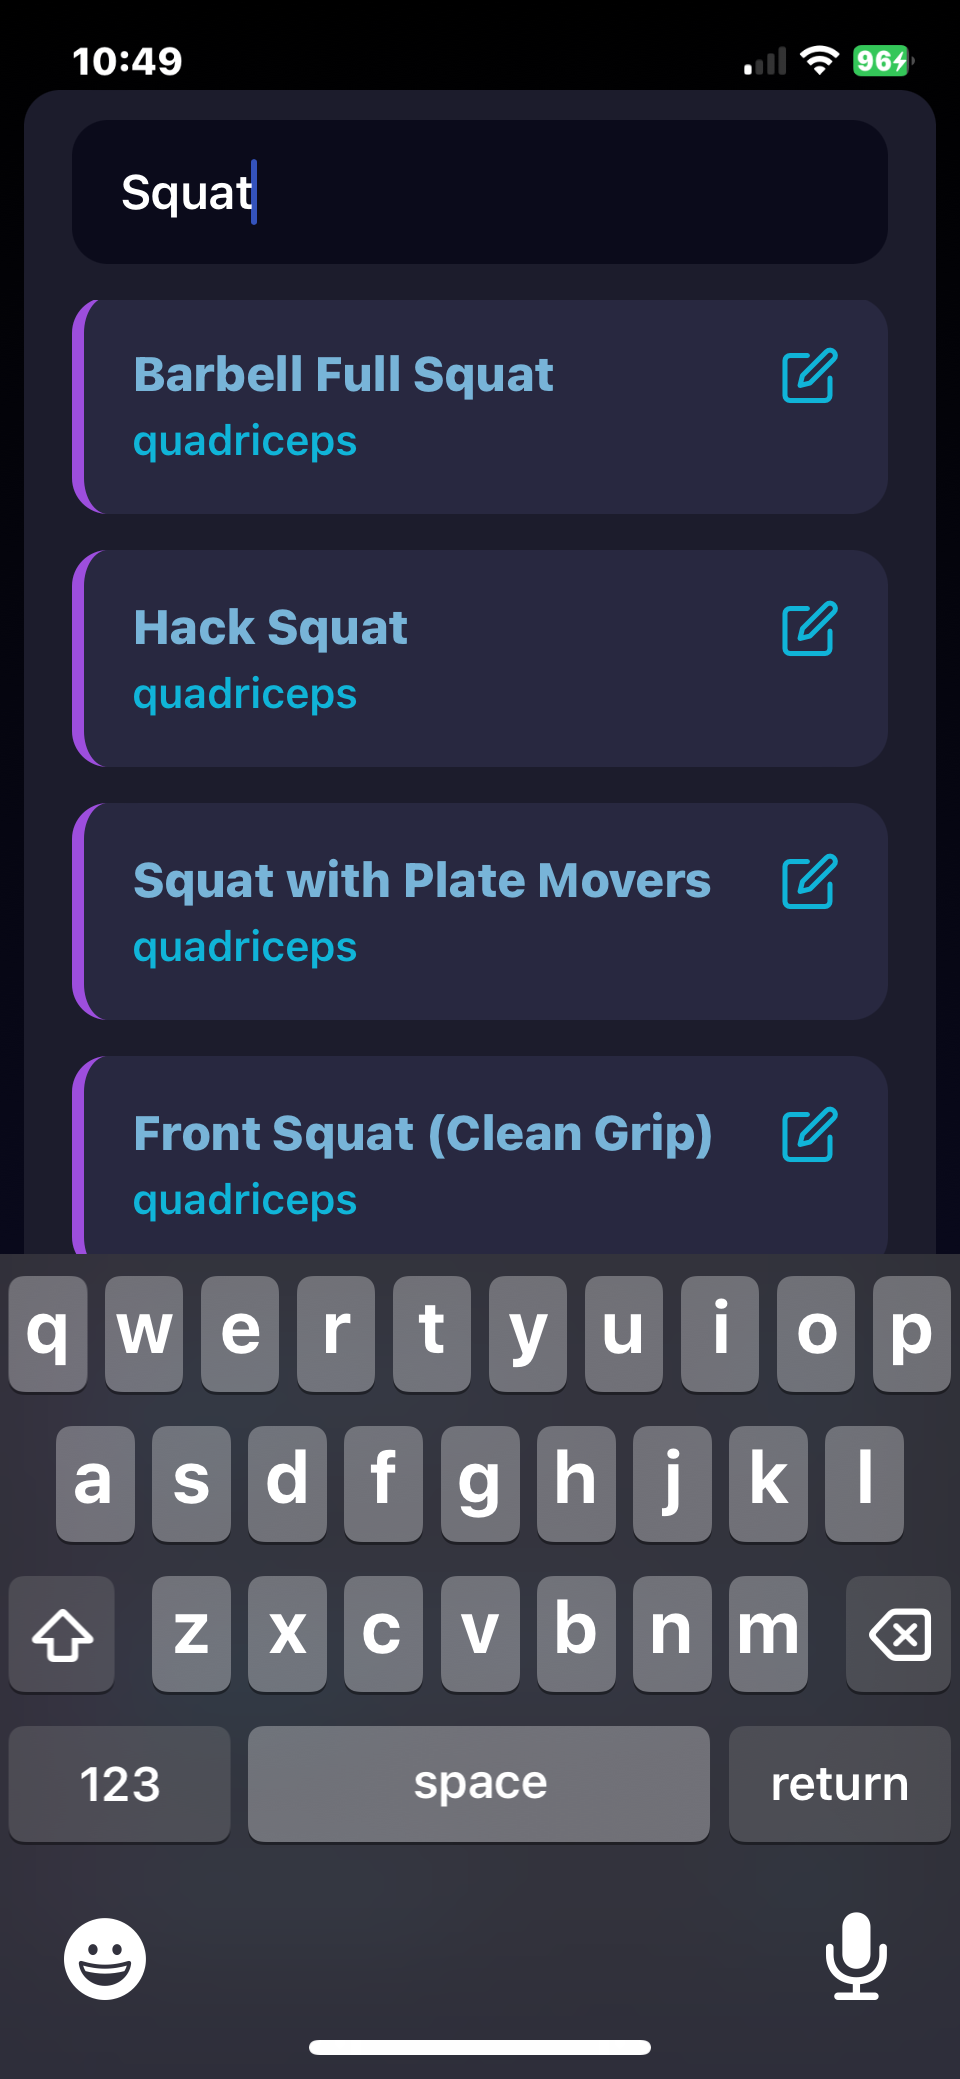 10:49
96
Squat
Barbell Full Squat
quadriceps
Hack Squat
quadriceps
Squat with Plate Movers
quadriceps
Front Squat (Clean Grip)
quadriceps
q w e r t y u i o p
a s d f g h j k l
z x c v b n m
123 space return